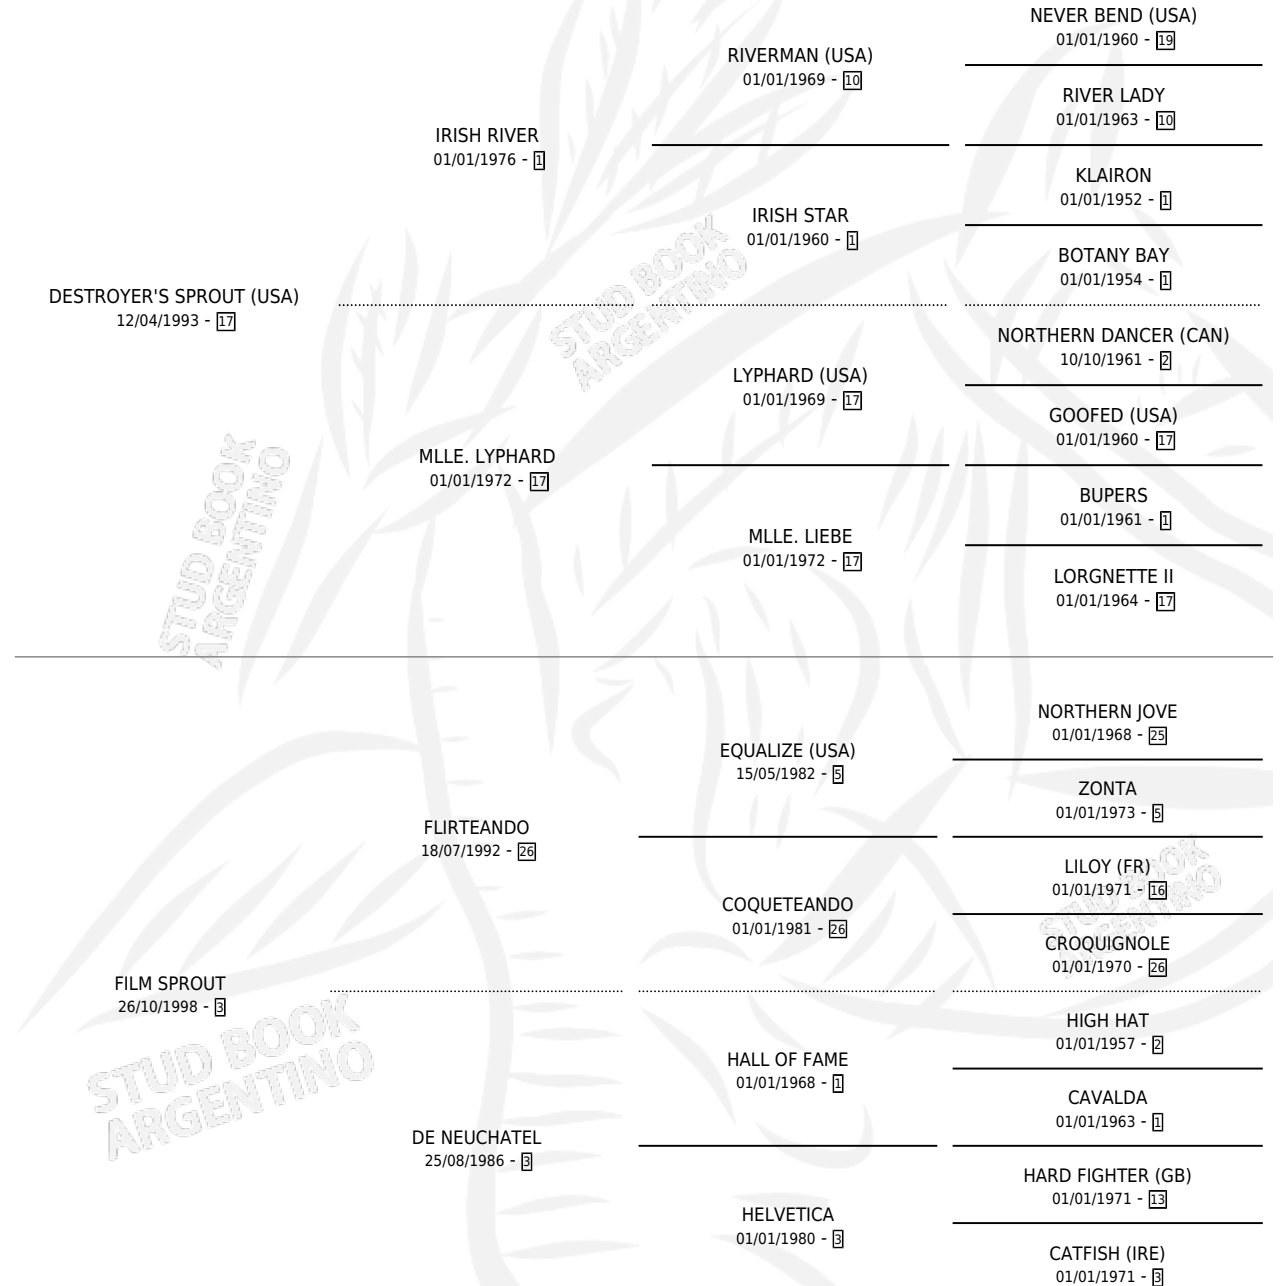 NEVER BEND (USA)
01/01/1960 - 19
RIVERMAN (USA)
01/01/1969 - 10
RIVER LADY
01/01/1963 - 10
IRISH RIVER
01/01/1976 - 1
KLAIRON
01/01/1952 - 1
IRISH STAR
01/01/1960 - 1
BOTANY BAY
01/01/1954 - 1
DESTROYER'S SPROUT (USA)
12/04/1993 - 17
STUD BOOK
ARGENTINO
NORTHERN DANCER (CAN)
10/10/1961 - 2
LYPHARD (USA)
01/01/1969 - 17
GOOFED (USA)
01/01/1960 - 17
MLLE. LYPHARD
01/01/1972 - 17
BUPERS
01/01/1961 - 1
MLLE. LIEBE
01/01/1972 - 17
LORGNETTE II
01/01/1964 - 17
STUD BOOK
ARGENTINO
NORTHERN JOVE
01/01/1968 - 25
EQUALIZE (USA)
15/05/1982 - 5
ZONTA
01/01/1973 - 5
FLIRTEANDO
18/07/1992 - 26
LILOY (FR)
01/01/1971 - 16
COQUETEANDO
01/01/1981 - 26
STUD BOOK
ARGENTINO
CROQUIGNOLE
01/01/1970 - 26
FILM SPROUT
26/10/1998 - 3
HIGH HAT
01/01/1957 - 2
HALL OF FAME
01/01/1968 - 1
CAVALDA
01/01/1963 - 1
STUD BOOK
ARGENTINO
DE NEUCHATEL
25/08/1986 - 3
HARD FIGHTER (GB)
01/01/1971 - 13
HELVETICA
01/01/1980 - 3
CATFISH (IRE)
01/01/1971 - 3